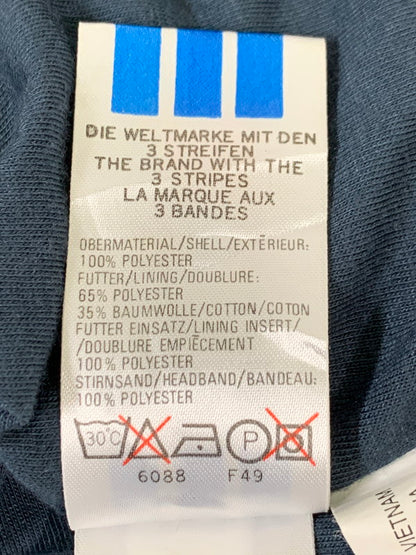 DIE WELTMARKE MIT DEN
3 STREIFEN
THE BRAND WITH THE
3 STRIPES
LA MARQUE AUX
3 BANDES
OBERMATERIAL/SHELL/EXTÉRIEUR:
100% POLYESTER
FUTTER/LINING/DOUBLURE:
65% POLYESTER
35% BAUMWOLLE/COTTON/COTON
FUTTER EINSATZ/LINING INSERT/
/DOUBLURE EMPIÈCEMENT
100% POLYESTER
STIRNSAND/HEADBAND/BANDEAU:
100% POLYESTER
30°C P
6088 F49
VIETNAM